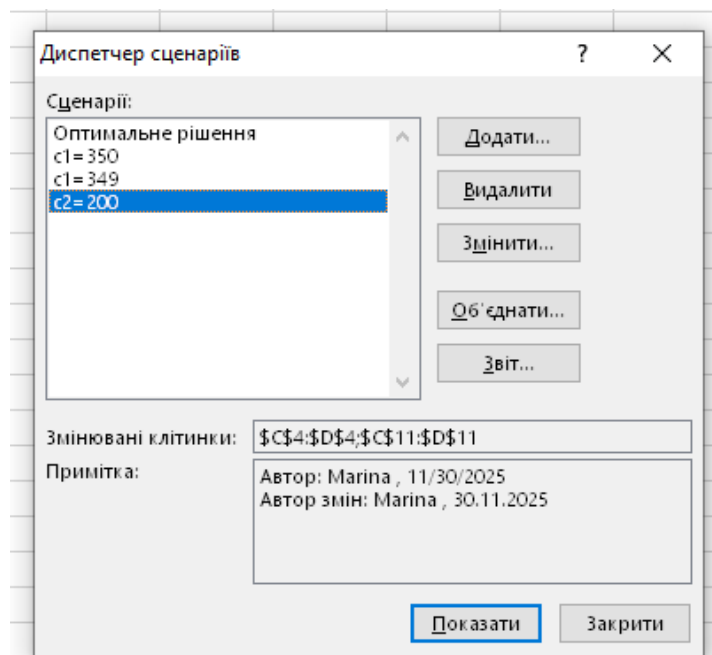 Диспетчер сценаріїв ?
Сценарії:
Оптимальне рішення
c1=350
c1=349
c2=200
Додати...
Видалити
Змінити...
Об'єднати...
Звіт...
Змінювані клітинки: $C$4:$D$4;$C$11:$D$11
Примітка:
Автор: Marina , 11/30/2025
Автор змін: Marina , 30.11.2025
Показати
Закрити